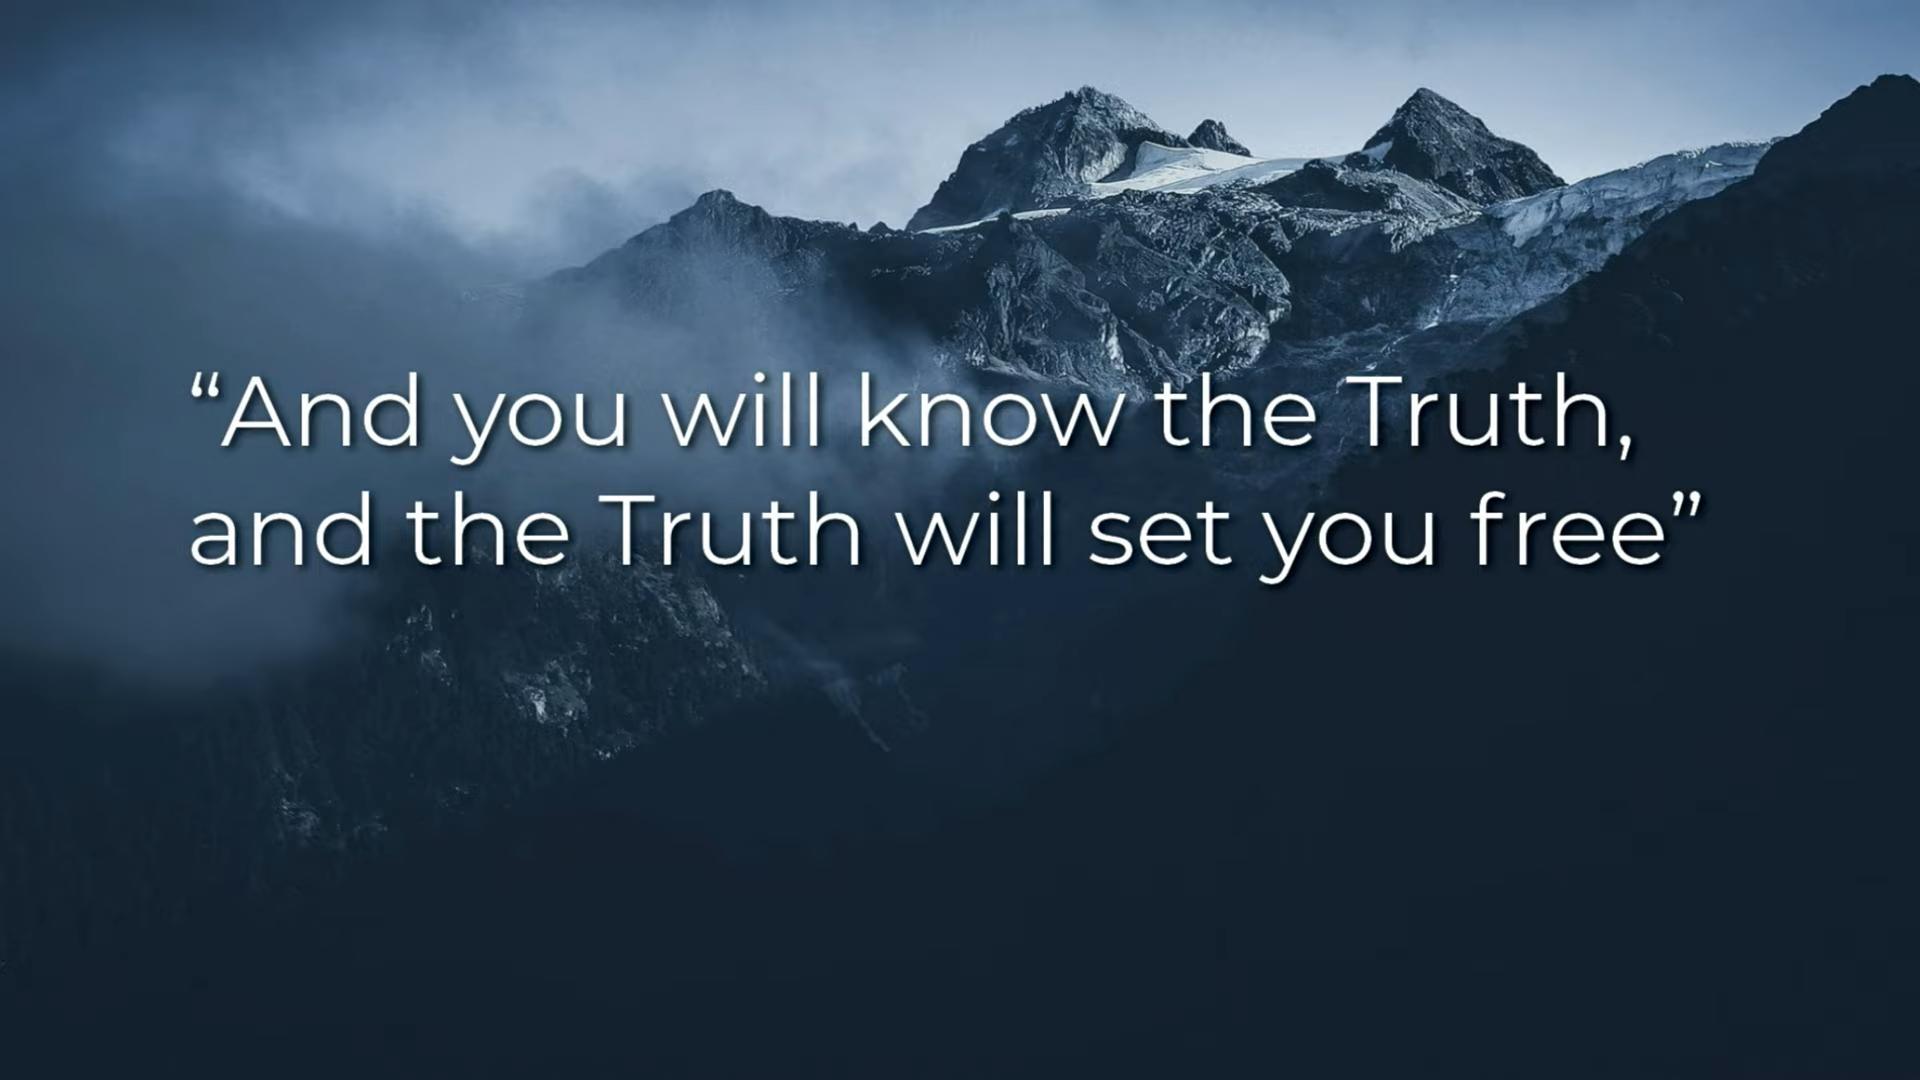 “And you will know the Truth,
and the Truth will set you free”